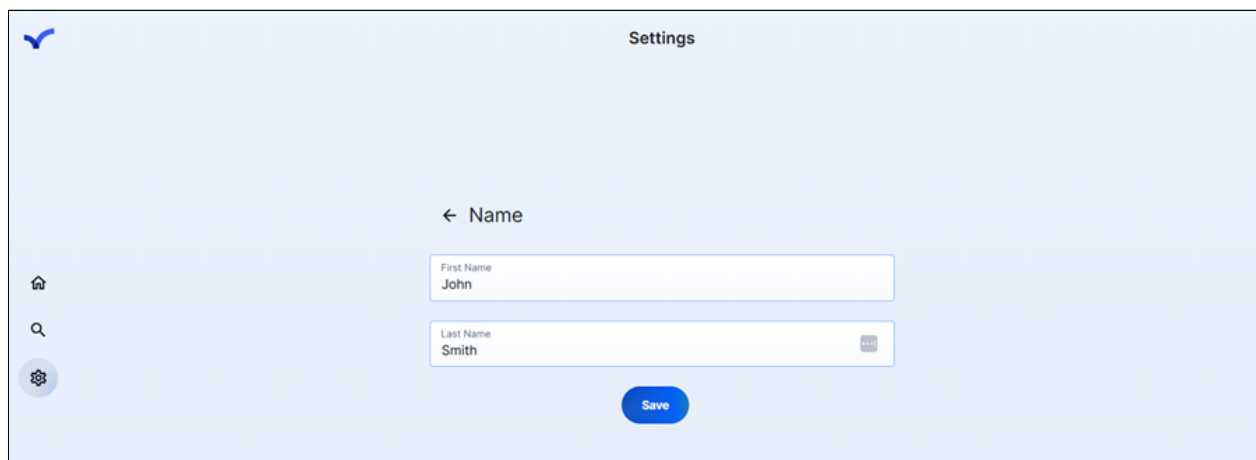 Settings
Name
First Name
John
Last Name
Smith
Save